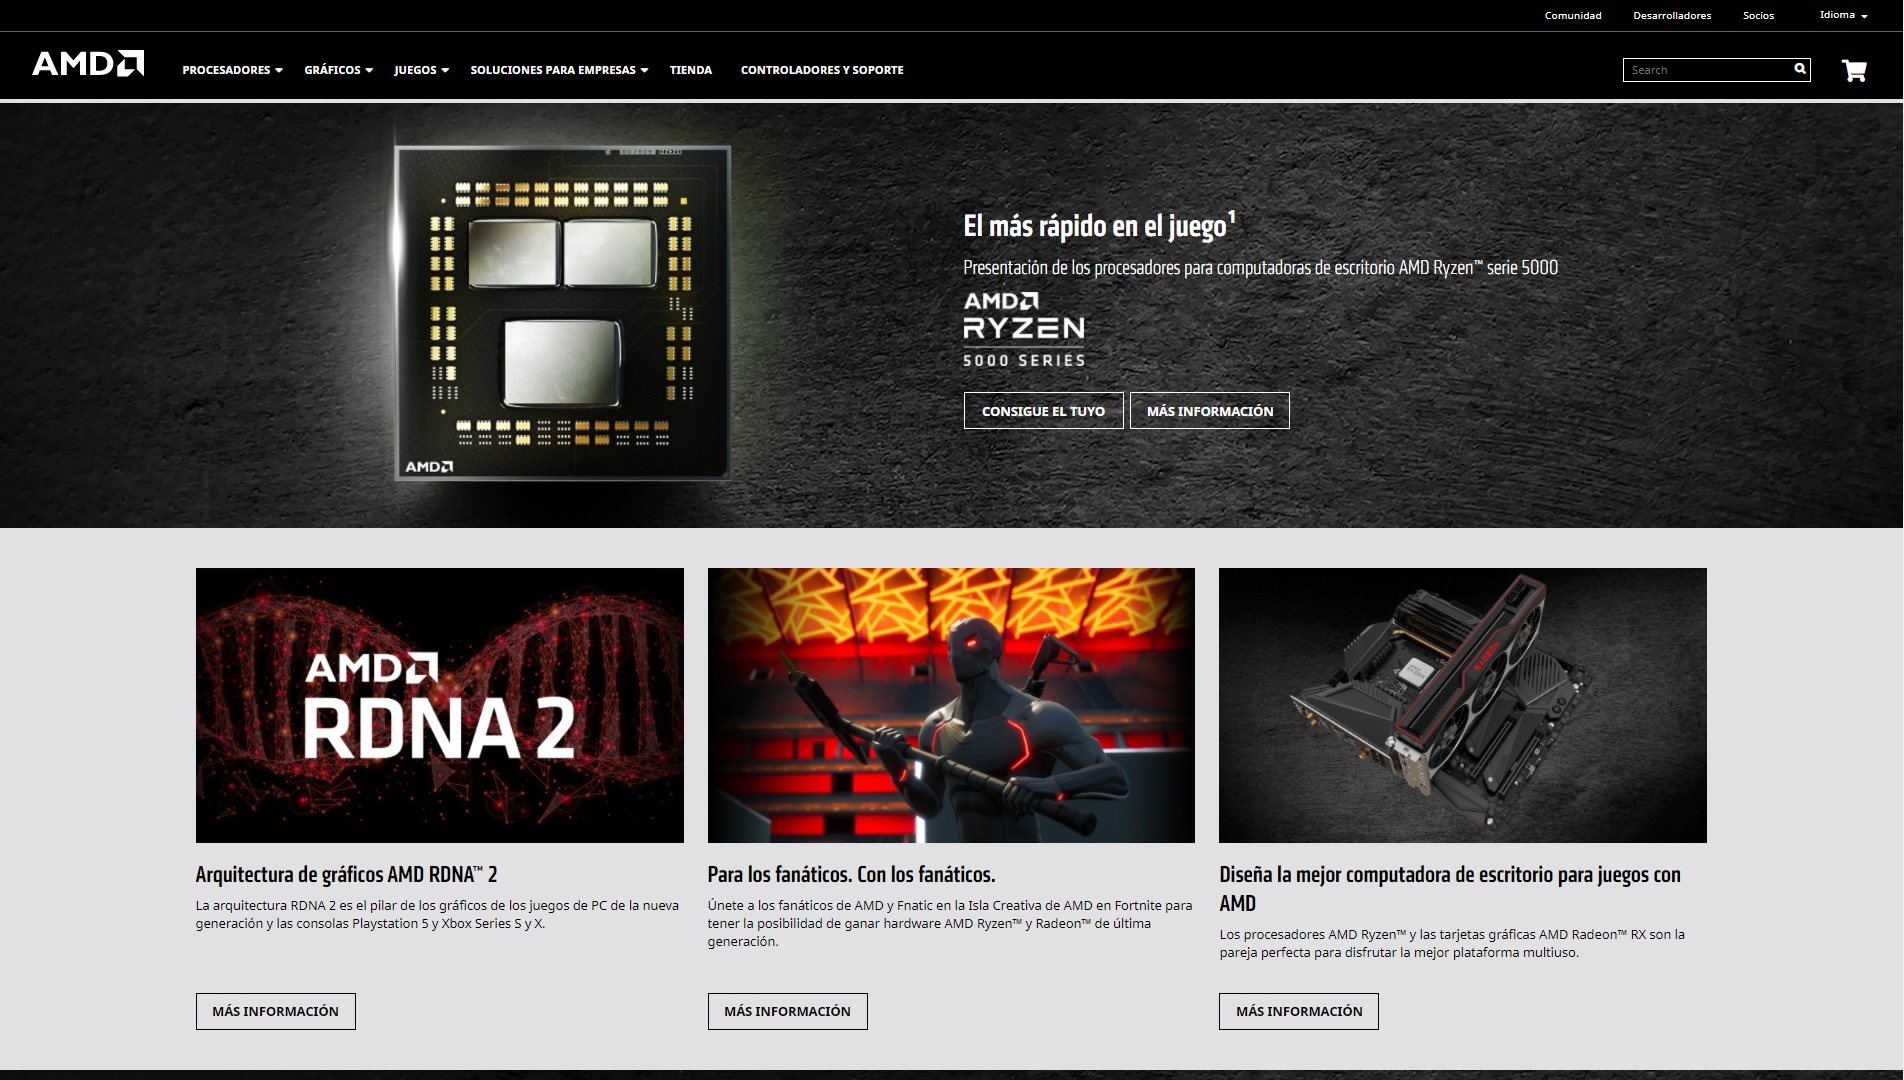 Comunidad Desarrolladores Socios Idioma
AMD PROCESADORES GRÁFICOS JUEGOS SOLUCIONES PARA EMPRESAS TIENDA CONTROLADORES Y SOPORTE Search
El más rápido en el juego¹
Presentación de los procesadores para computadoras de escritorio AMD Ryzen™ serie 5000
AMD
RYZEN
5000 SERIES
CONSIGUE EL TUYO MÁS INFORMACIÓN
AMD
AMD
RDNA 2
RADEON
AMD
RYZEN
Arquitectura de gráficos AMD RDNA™ 2
La arquitectura RDNA 2 es el pilar de los gráficos de los juegos de PC de la nueva
generación y las consolas Playstation 5 y Xbox Series S y X.
MÁS INFORMACIÓN
Para los fanáticos. Con los fanáticos.
Únete a los fanáticos de AMD y Fnatic en la Isla Creativa de AMD en Fortnite para
tener la posibilidad de ganar hardware AMD Ryzen™ y Radeon™ de última
generación.
MÁS INFORMACIÓN
Diseña la mejor computadora de escritorio para juegos con
AMD
Los procesadores AMD Ryzen™ y las tarjetas gráficas AMD Radeon™ RX son la
pareja perfecta para disfrutar la mejor plataforma multiuso.
MÁS INFORMACIÓN